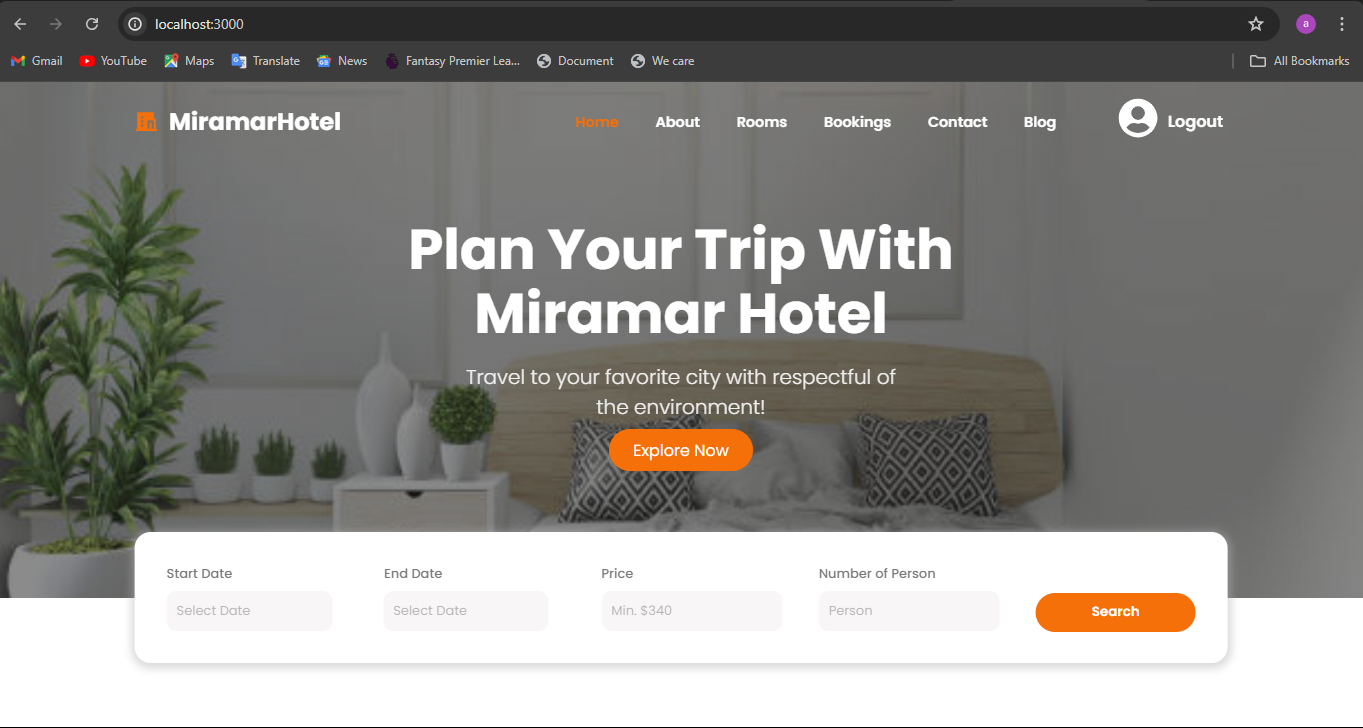 localhost:3000
a
Gmail YouTube Maps Translate News Fantasy Premier Lea... Document We care All Bookmarks
MiramarHotel Home About Rooms Bookings Contact Blog Logout
Plan Your Trip With
Miramar Hotel
Travel to your favorite city with respectful of
the environment!
Explore Now
Start Date End Date Price Number of Person
Select Date Select Date Min. $340 Person Search